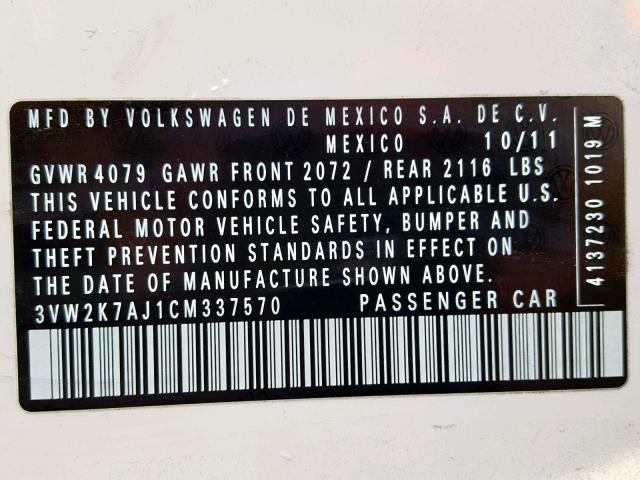 MFD BY VOLKSWAGEN DE MEXICO S.A. DE C.V.
MEXICO 10/11
GVWR 4079 GAWR FRONT 2072 / REAR 2116 LBS
THIS VEHICLE CONFORMS TO ALL APPLICABLE U.S.
FEDERAL MOTOR VEHICLE SAFETY, BUMPER AND
THEFT PREVENTION STANDARDS IN EFFECT ON
THE DATE OF MANUFACTURE SHOWN ABOVE.
3VW2K7AJ1CM337570 PASSENGER CAR
4137230 1019 M